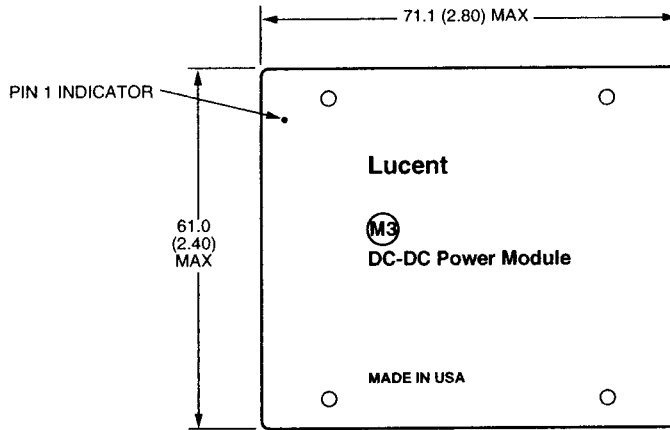 71.1 (2.80) MAX
PIN 1 INDICATOR
Lucent
61.0
(2.40)
MAX
M3
DC-DC Power Module
MADE IN USA